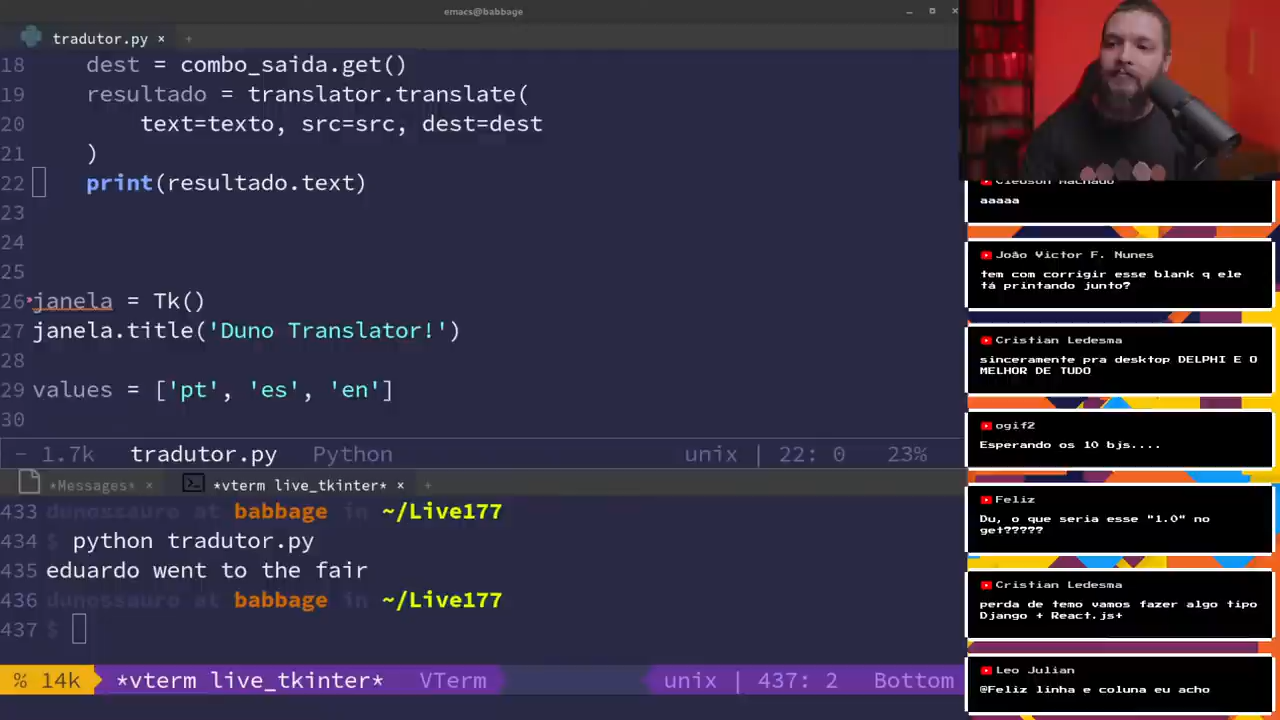 emacs@babbage
tradutor.py ×
18 dest = combo_saida.get()
19 resultado = translator.translate(
20 text=texto, src=src, dest=dest
21 )
22 print(resultado.text)
23
24
25
26 janela = Tk()
27 janela.title('Duno Translator!')
28
29 values = ['pt', 'es', 'en']
30
- 1.7k tradutor.py Python unix | 22: 0 23%
*Messages* × *vterm live_tkinter* × +
433 dunossauro at babbage in ~/Live177
434 $ python tradutor.py
435 eduardo went to the fair
436 dunossauro at babbage in ~/Live177
437 $
% 14k *vterm live_tkinter* VTerm unix | 437: 2 Bottom
Cleoson Machado
aaaaa
João Victor F. Nunes
tem com corrigir esse blank q ele
tá printando junto?
Cristian Ledesma
sinceramente pra desktop DELPHI E O
MELHOR DE TUDO
ogif2
Esperando os 10 bjs....
Feliz
Du, o que seria esse "1.0" no
get?????
Cristian Ledesma
perda de temo vamos fazer algo tipo
Django + React.js+
Leo Julian
@Feliz linha e coluna eu acho